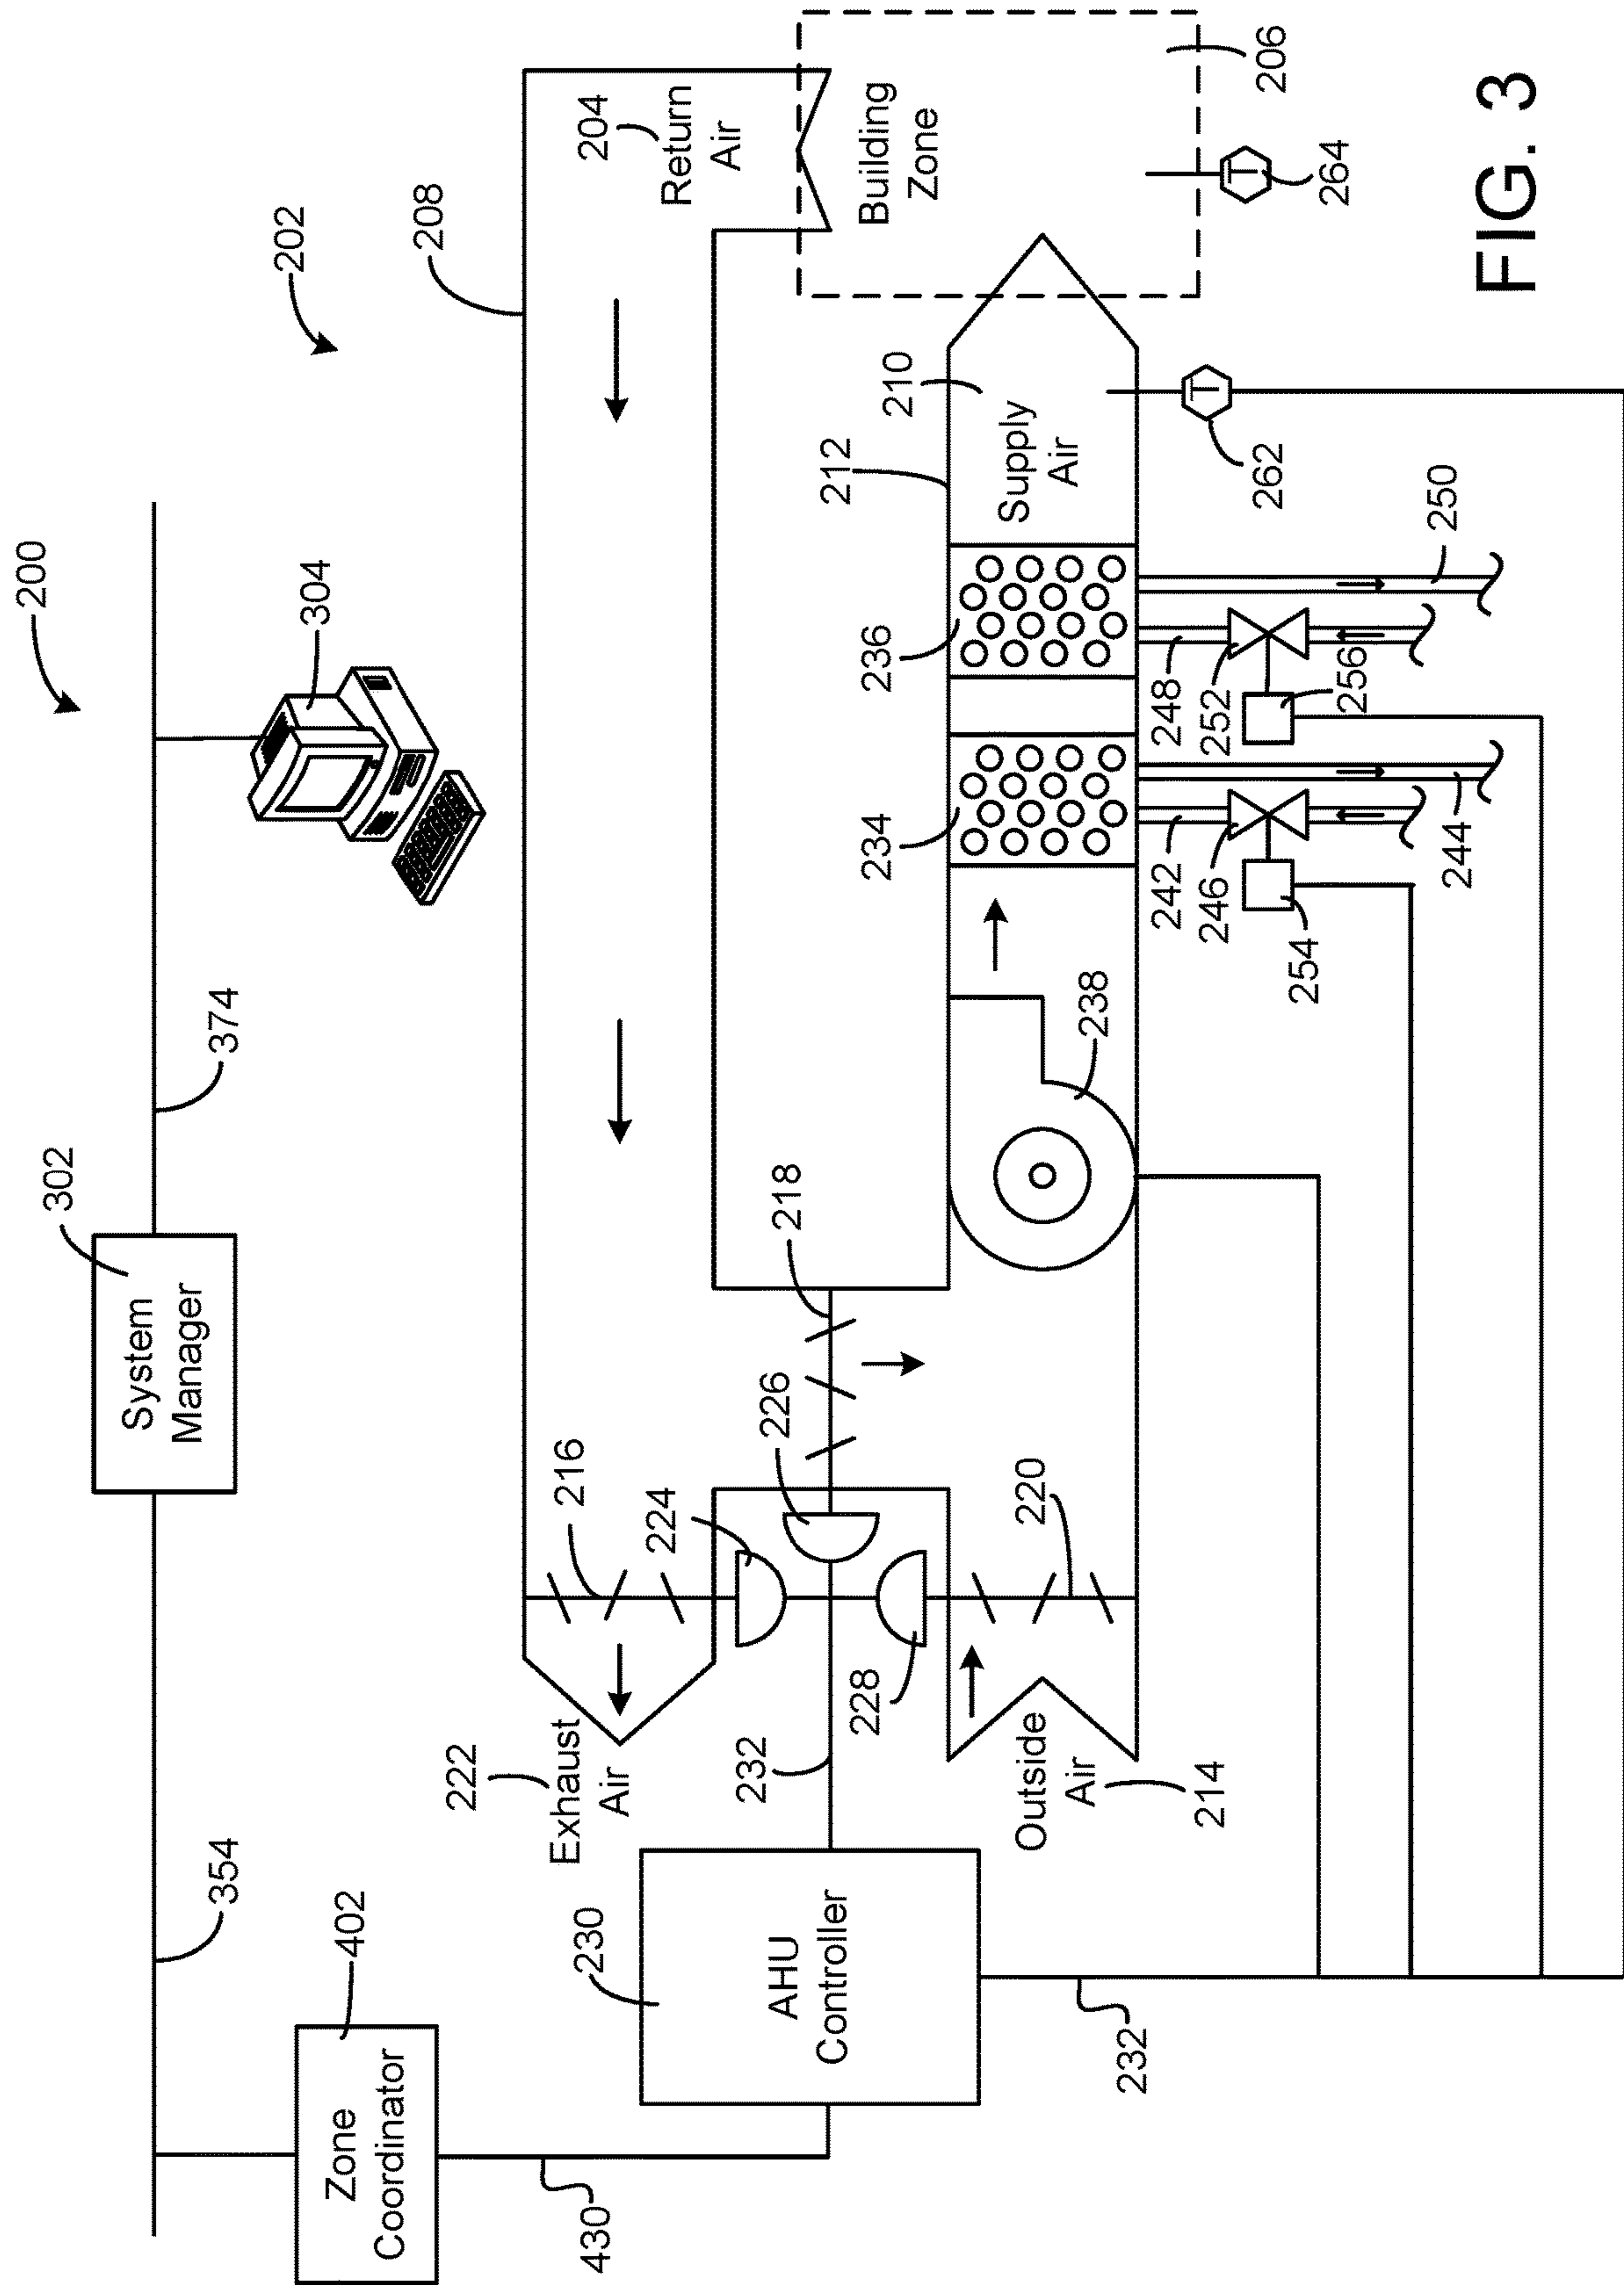 200
202
354
302
System
Manager
374
304
402
Zone
Coordinator
430
208
204
Return
Air
222
Exhaust
Air
216
224
226
218
230
AHU
Controller
232
228
Building
Zone
206
212
210
Supply
Air
234
236
220
238
Outside
Air
214
232
242
246
254
244
248
252
256
250
T
262
T
264
FIG. 3